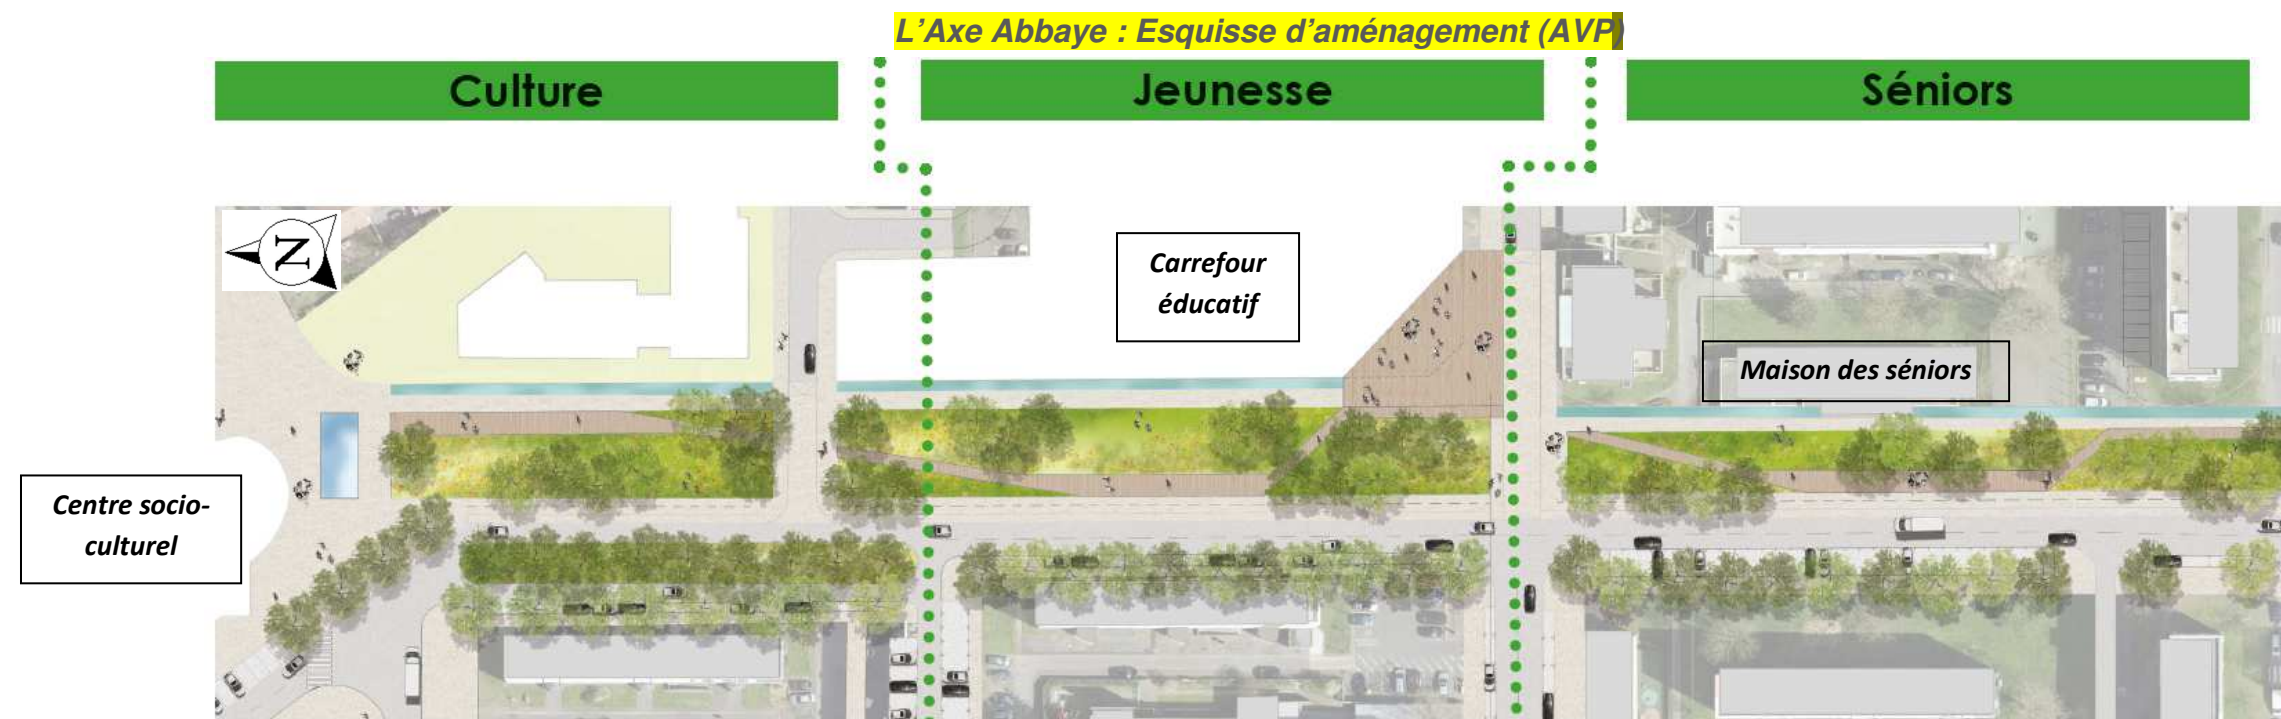 L'Axe Abbaye : Esquisse d'aménagement (AVP)
Culture
Jeunesse
Séniors
N
Carrefour
éducatif
Maison des séniors
Centre socio-
culturel